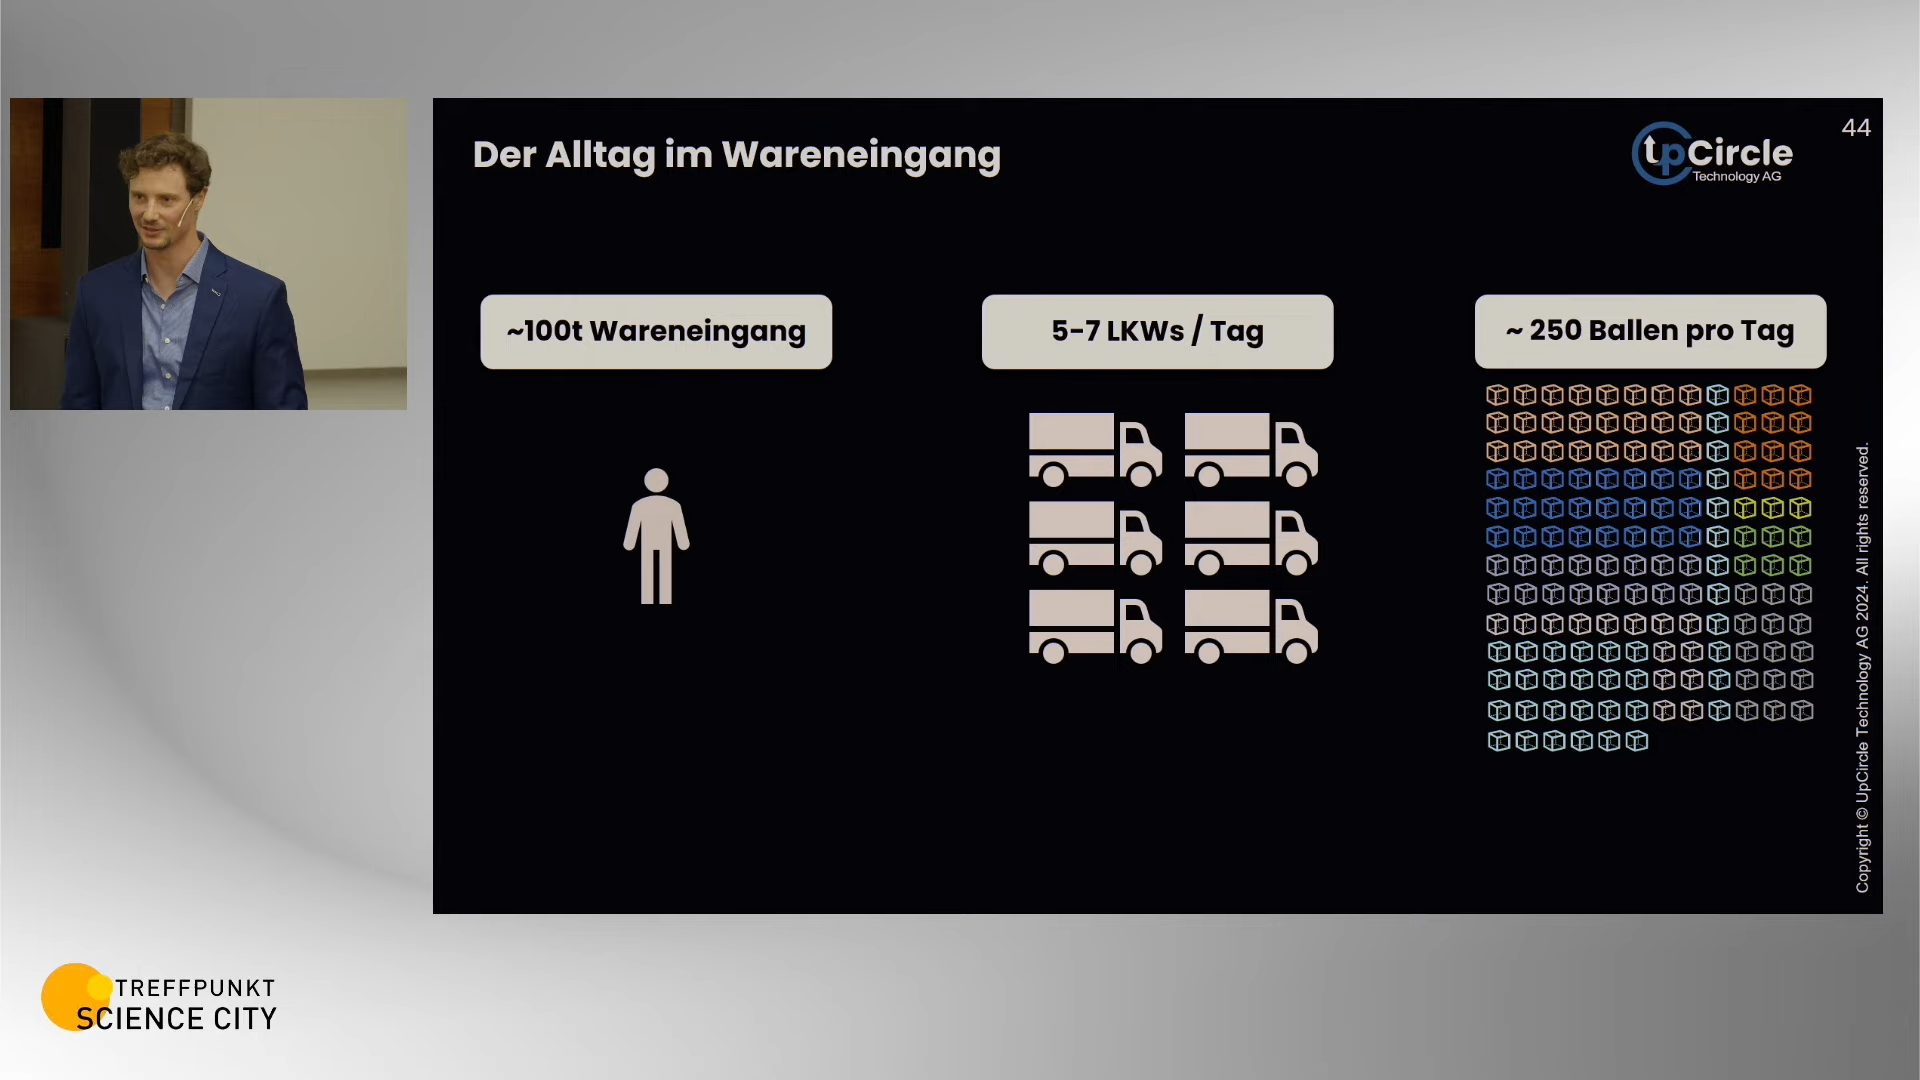 Der Alltag im Wareneingang
upCircle
Technology AG
44
~100t Wareneingang
5-7 LKWs / Tag
~ 250 Ballen pro Tag
Copyright © UpCircle Technology AG 2024. All rights reserved.
TREFFPUNKT
SCIENCE CITY